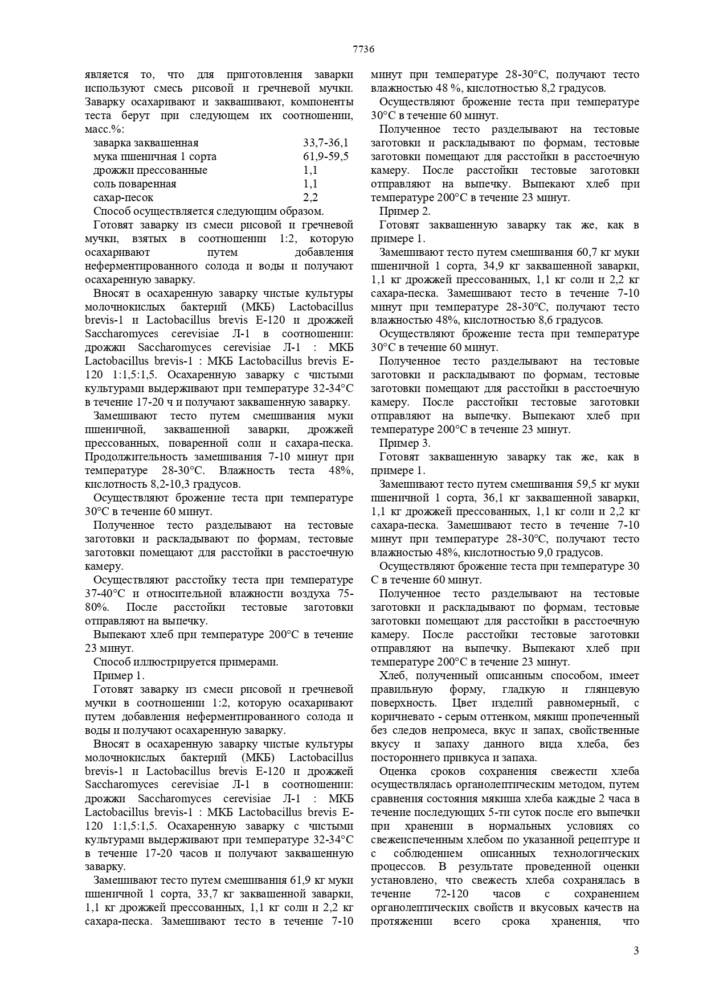 7736
является то, что для приготовления заварки
используют смесь рисовой и гречневой мучки.
Заварку осахаривают и заквашивают, компоненты
теста берут при следующем их соотношении,
масс.%:
заварка заквашенная 33,7-36,1
мука пшеничная 1 сорта 61,9-59,5
дрожжи прессованные 1,1
соль поваренная 1,1
сахар-песок 2,2
Способ осуществляется следующим образом.
Готовят заварку из смеси рисовой и гречневой
мучки, взятых в соотношении 1:2, которую
осахаривают путем добавления
неферментированного солода и воды и получают
осахаренную заварку.
Вносят в осахаренную заварку чистые культуры
молочнокислых бактерий (МКБ) Lactobacillus
brevis-1 и Lactobacillus brevis Е-120 и дрожжей
Saccharomyces cerevisiae Л-1 в соотношении:
дрожжи Saccharomyces cerevisiae Л-1 : МКБ
Lactobacillus brevis-1 : МКБ Lactobacillus brevis Е-
120 1:1,5:1,5. Осахаренную заварку с чистыми
культурами выдерживают при температуре 32-34°С
в течение 17-20 ч и получают заквашенную заварку.
Замешивают тесто путем смешивания муки
пшеничной, заквашенной заварки, дрожжей
прессованных, поваренной соли и сахара-песка.
Продолжительность замешивания 7-10 минут при
температуре 28-30°С. Влажность теста 48%,
кислотность 8,2-10,3 градусов.
Осуществляют брожение теста при температуре
30°С в течение 60 минут.
Полученное тесто разделывают на тестовые
заготовки и раскладывают по формам, тестовые
заготовки помещают для расстойки в расстоечную
камеру.
Осуществляют расстойку теста при температуре
37-40°С и относительной влажности воздуха 75-
80%. После расстойки тестовые заготовки
отправляют на выпечку.
Выпекают хлеб при температуре 200°С в течение
23 минут.
Способ иллюстрируется примерами.
Пример 1.
Готовят заварку из смеси рисовой и гречневой
мучки в соотношении 1:2, которую осахаривают
путем добавления неферментированного солода и
воды и получают осахаренную заварку.
Вносят в осахаренную заварку чистые культуры
молочнокислых бактерий (МКБ) Lactobacillus
brevis-1 и Lactobacillus brevis Е-120 и дрожжей
Saccharomyces cerevisiae Л-1 в соотношении:
дрожжи Saccharomyces cerevisiae Л-1 : МКБ
Lactobacillus brevis-1 : МКБ Lactobacillus brevis Е-
120 1:1,5:1,5. Осахаренную заварку с чистыми
культурами выдерживают при температуре 32-34°С
в течение 17-20 часов и получают заквашенную
заварку.
Замешивают тесто путем смешивания 61,9 кг муки
пшеничной 1 сорта, 33,7 кг заквашенной заварки,
1,1 кг дрожжей прессованных, 1,1 кг соли и 2,2 кг
сахара-песка. Замешивают тесто в течение 7-10
минут при температуре 28-30°С, получают тесто
влажностью 48 %, кислотностью 8,2 градусов.
Осуществляют брожение теста при температуре
30°С в течение 60 минут.
Полученное тесто разделывают на тестовые
заготовки и раскладывают по формам, тестовые
заготовки помещают для расстойки в расстоечную
камеру. После расстойки тестовые заготовки
отправляют на выпечку. Выпекают хлеб при
температуре 200°С в течение 23 минут.
Пример 2.
Готовят заквашенную заварку так же, как в
примере 1.
Замешивают тесто путем смешивания 60,7 кг муки
пшеничной 1 сорта, 34,9 кг заквашенной заварки,
1,1 кг дрожжей прессованных, 1,1 кг соли и 2,2 кг
сахара-песка. Замешивают тесто в течение 7-10
минут при температуре 28-30°С, получают тесто
влажностью 48%, кислотностью 8,6 градусов.
Осуществляют брожение теста при температуре
30°С в течение 60 минут.
Полученное тесто разделывают на тестовые
заготовки и раскладывают по формам, тестовые
заготовки помещают для расстойки в расстоечную
камеру. После расстойки тестовые заготовки
отправляют на выпечку. Выпекают хлеб при
температуре 200°С в течение 23 минут.
Пример 3.
Готовят заквашенную заварку так же, как в
примере 1.
Замешивают тесто путем смешивания 59,5 кг муки
пшеничной 1 сорта, 36,1 кг заквашенной заварки,
1,1 кг дрожжей прессованных, 1,1 кг соли и 2,2 кг
сахара-песка. Замешивают тесто в течение 7-10
минут при температуре 28-30°С, получают тесто
влажностью 48%, кислотностью 9,0 градусов.
Осуществляют брожение теста при температуре 30
С в течение 60 минут.
Полученное тесто разделывают на тестовые
заготовки и раскладывают по формам, тестовые
заготовки помещают для расстойки в расстоечную
камеру. После расстойки тестовые заготовки
отправляют на выпечку. Выпекают хлеб при
температуре 200°С в течение 23 минут.
Хлеб, полученный описанным способом, имеет
правильную форму, гладкую и глянцевую
поверхность. Цвет изделий равномерный, с
коричневато - серым оттенком, мякиш пропеченный
без следов непромеса, вкус и запах, свойственные
вкусу и запаху данного вида хлеба, без
постороннего привкуса и запаха.
Оценка сроков сохранения свежести хлеба
осуществлялась органолептическим методом, путем
сравнения состояния мякиша хлеба каждые 2 часа в
течение последующих 5-ти суток после его выпечки
при хранении в нормальных условиях со
свежеиспеченным хлебом по указанной рецептуре и
с соблюдением описанных технологических
процессов. В результате проведенной оценки
установлено, что свежесть хлеба сохранялась в
течение 72-120 часов с сохранением
органолептических свойств и вкусовых качеств на
протяжении всего срока хранения, что
3